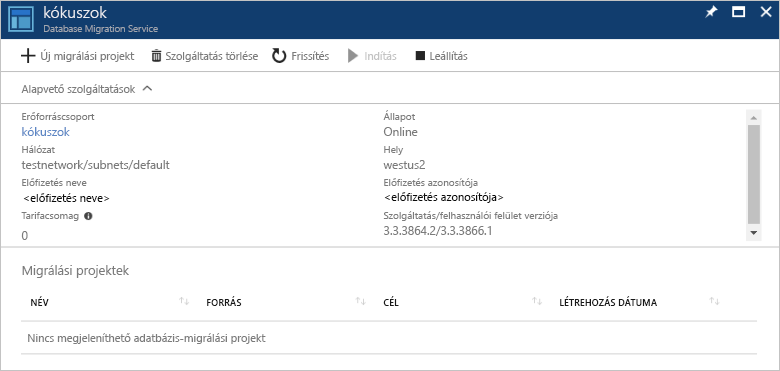 kókuszok
Database Migration Service
Új migrálási projekt Szolgáltatás törlése Frissítés Indítás Leállítás
Alapvető szolgáltatások
Erőforráscsoport Állapot
kókuszok Online
Hálózat Hely
testnetwork/subnets/default westus2
Előfizetés neve Előfizetés azonosítója
<előfizetés neve> <előfizetés azonosítója>
Tarifacsomag Szolgáltatás/felhasználói felület verziója
0 3.3.3864.2/3.3.3866.1
Migrálási projektek
NÉV FORRÁS CÉL LÉTREHOZÁS DÁTUMA
Nincs megjeleníthető adatbázis-migrálási projekt